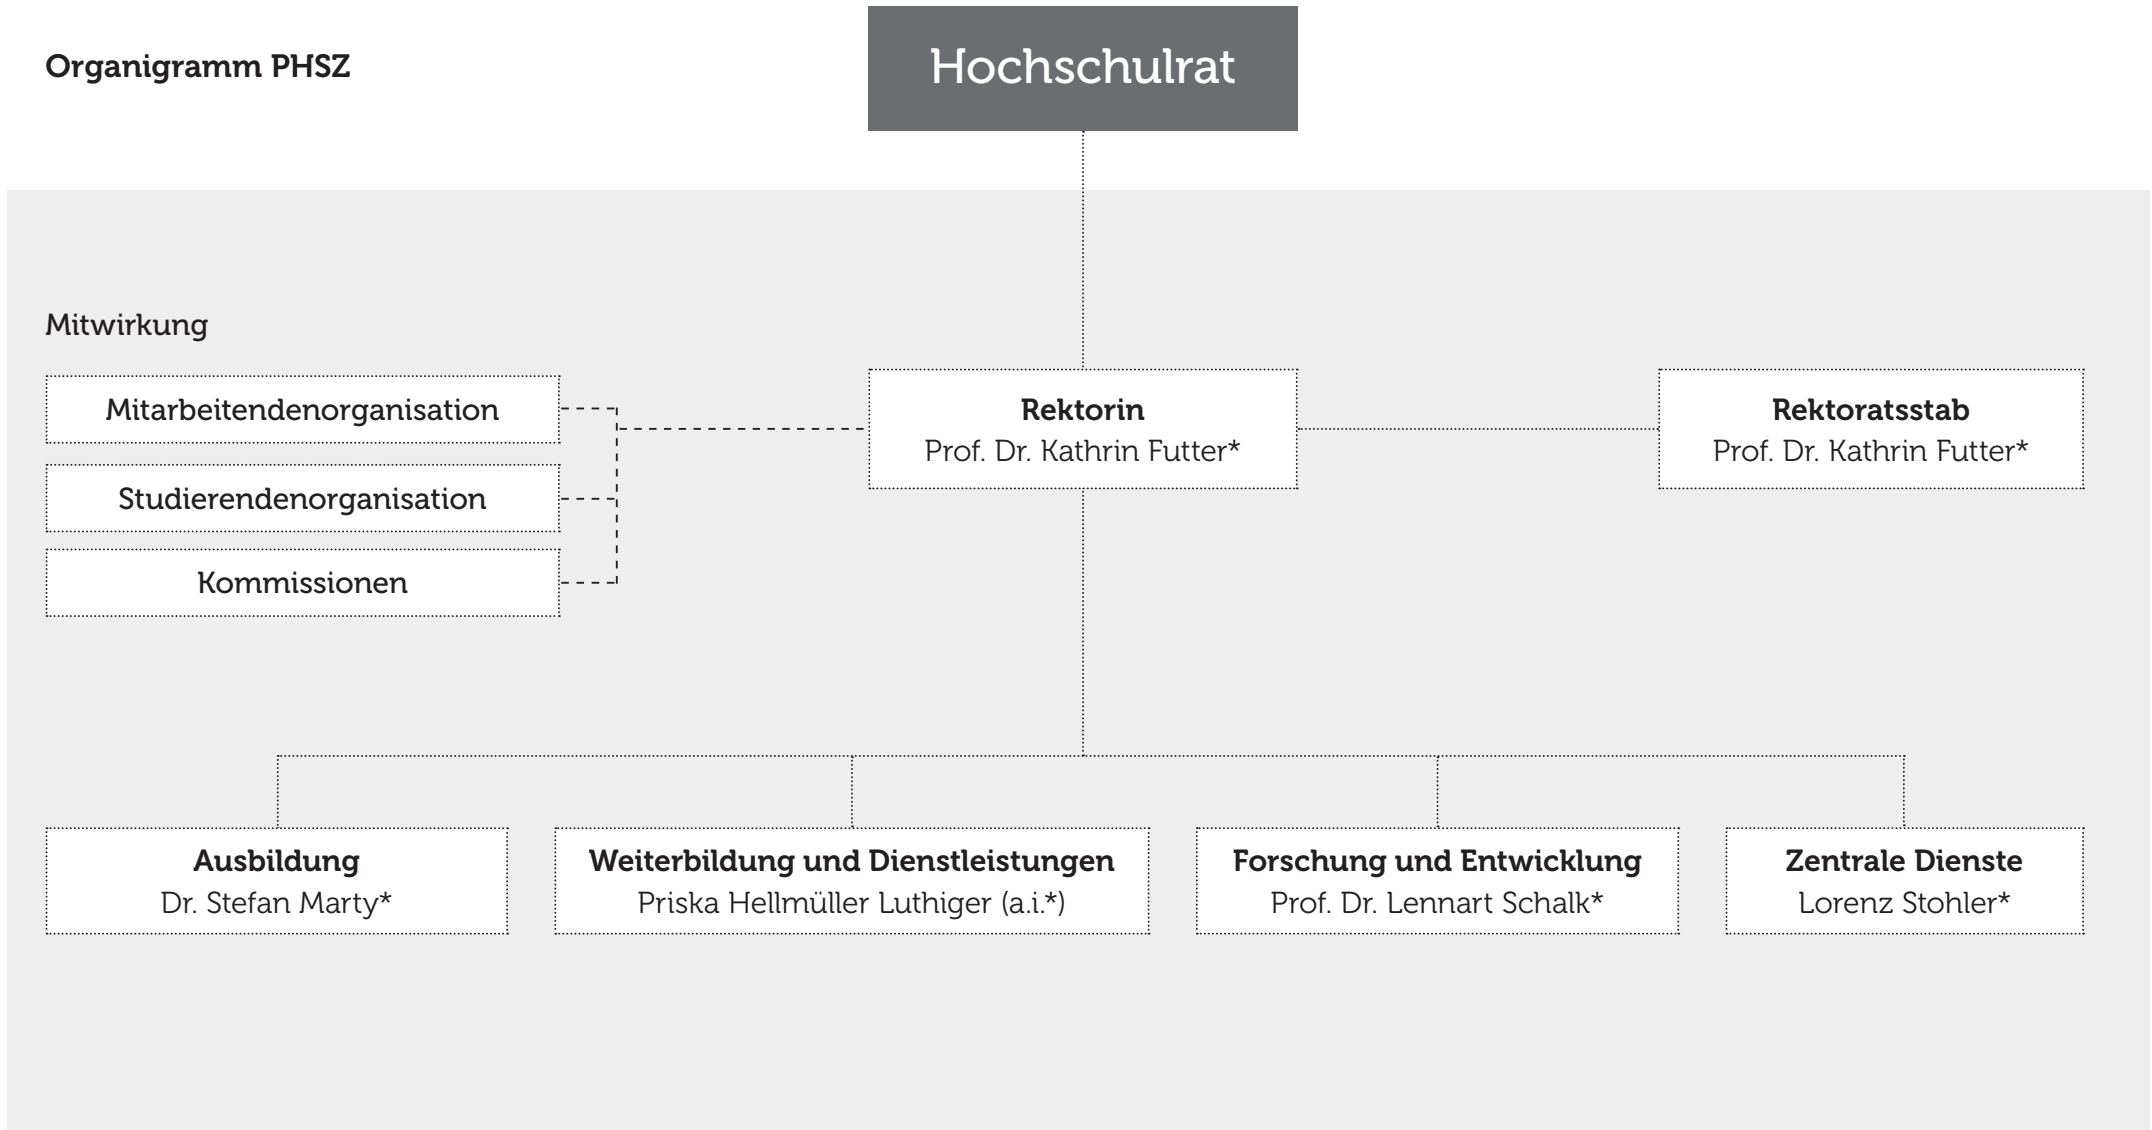 Organigramm PHSZ
Hochschulrat
Mitwirkung
Mitarbeitendenorganisation
Studierendenorganisation
Kommissionen
Rektorin
Prof. Dr. Kathrin Futter*
Rektoratsstab
Prof. Dr. Kathrin Futter*
Ausbildung
Dr. Stefan Marty*
Weiterbildung und Dienstleistungen
Priska Hellmüller Luthiger (a.i.*)
Forschung und Entwicklung
Prof. Dr. Lennart Schalk*
Zentrale Dienste
Lorenz Stohler*